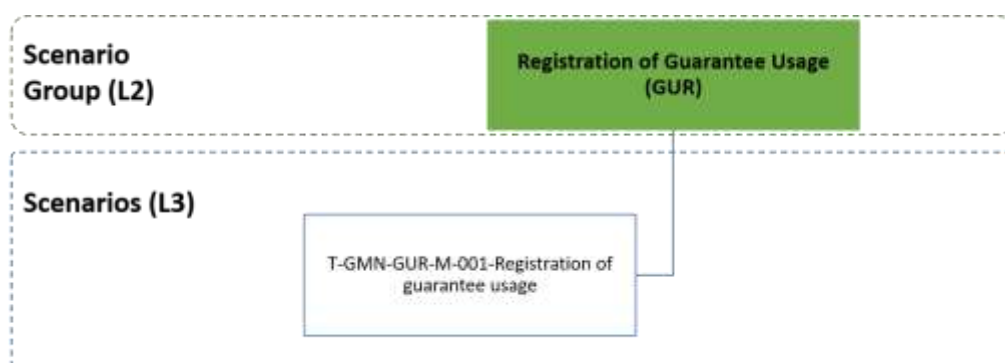 Scenario
Group (L2)
Registration of Guarantee Usage
(GUR)
Scenarios (L3)
T-GMN-GUR-M-001-Registration of
guarantee usage